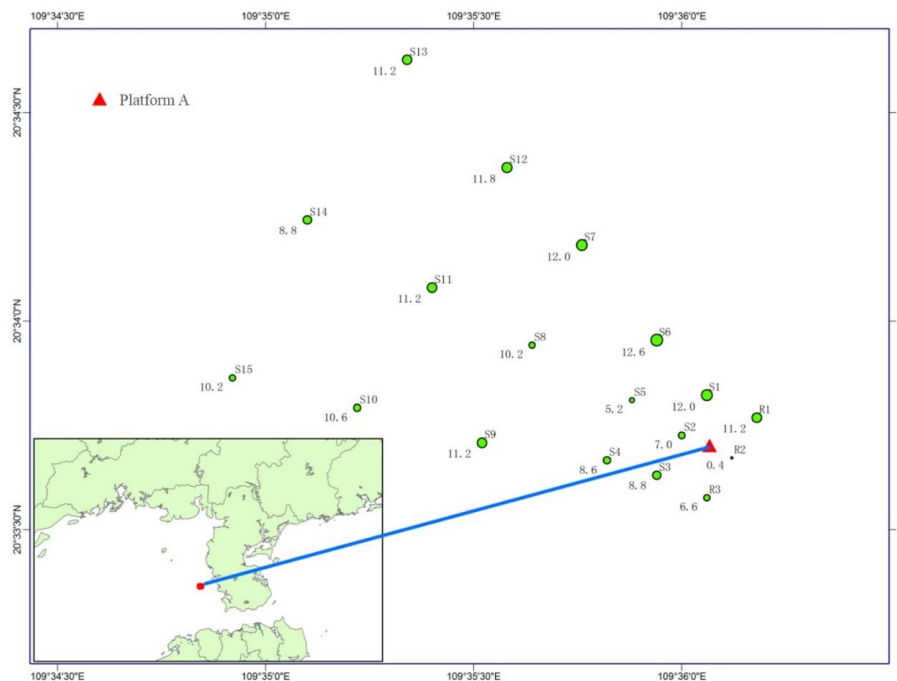 109°34'30"E 109°35'0"E 109°35'30"E 109°36'0"E
S13
11.2
20°34'30"N
Platform A
S12
11.8
S14
8.8
S7
12.0
S11
11.2
20°34'0"N
S6
12.6
S8
10.2
S15
10.2
S5
5.2
S1
12.0
S10
10.6
R1
11.2
S2
7.0
S9
11.2
S4
8.6
R2
0.4
S3
8.8
R3
6.6
20°33'30"N
109°34'30"E 109°35'0"E 109°35'30"E 109°36'0"E